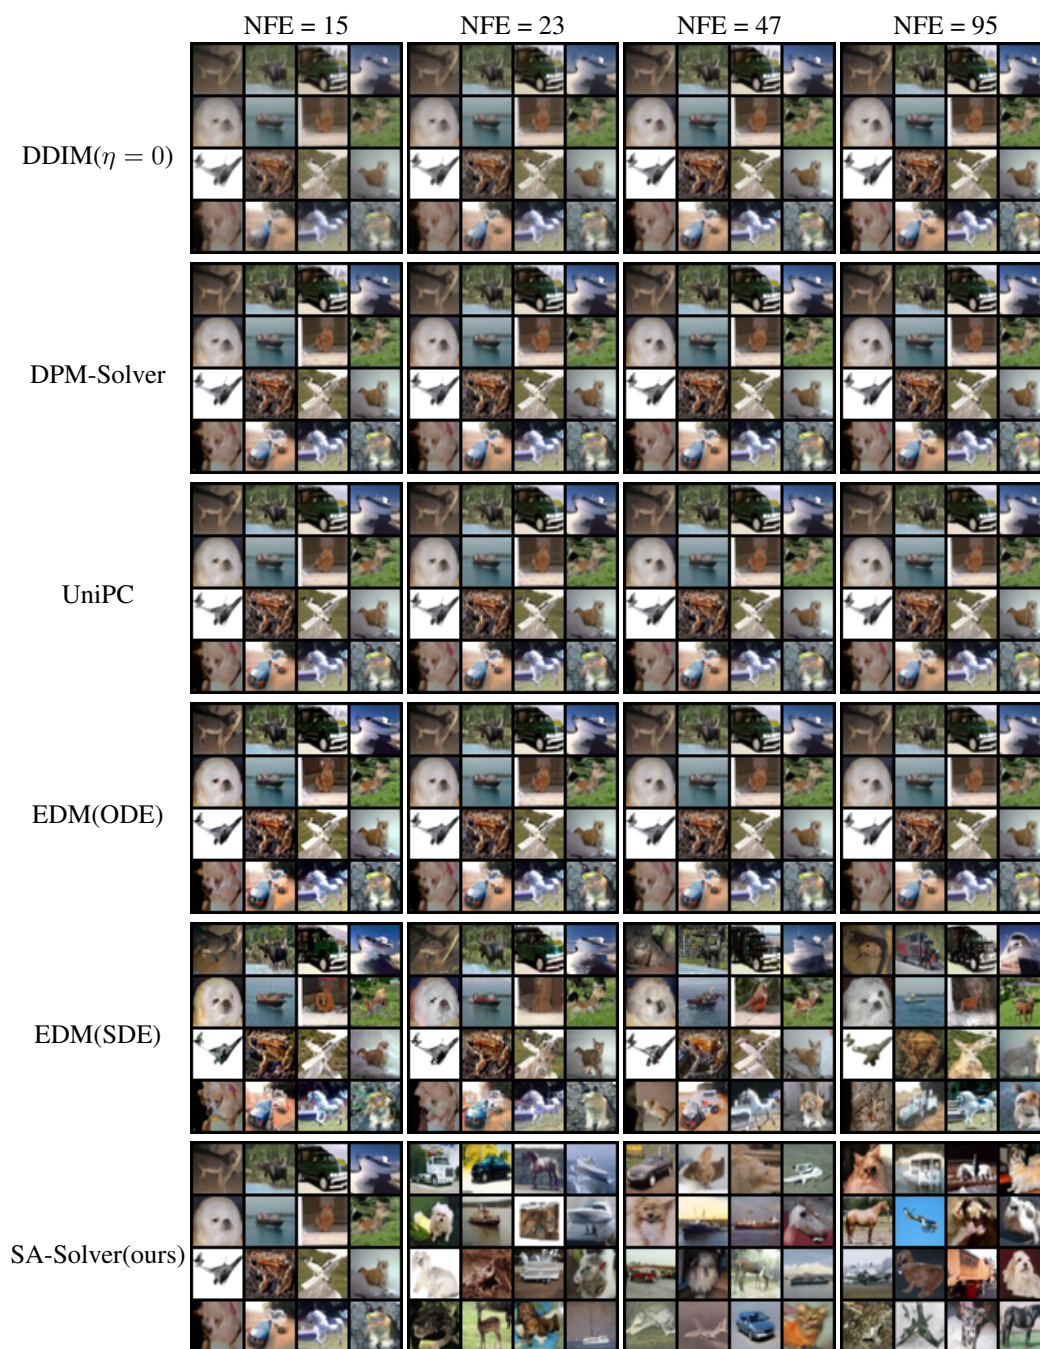 NFE = 15 NFE = 23 NFE = 47 NFE = 95
DDIM(η = 0)
DPM-Solver
UniPC
EDM(ODE)
EDM(SDE)
SA-Solver(ours)